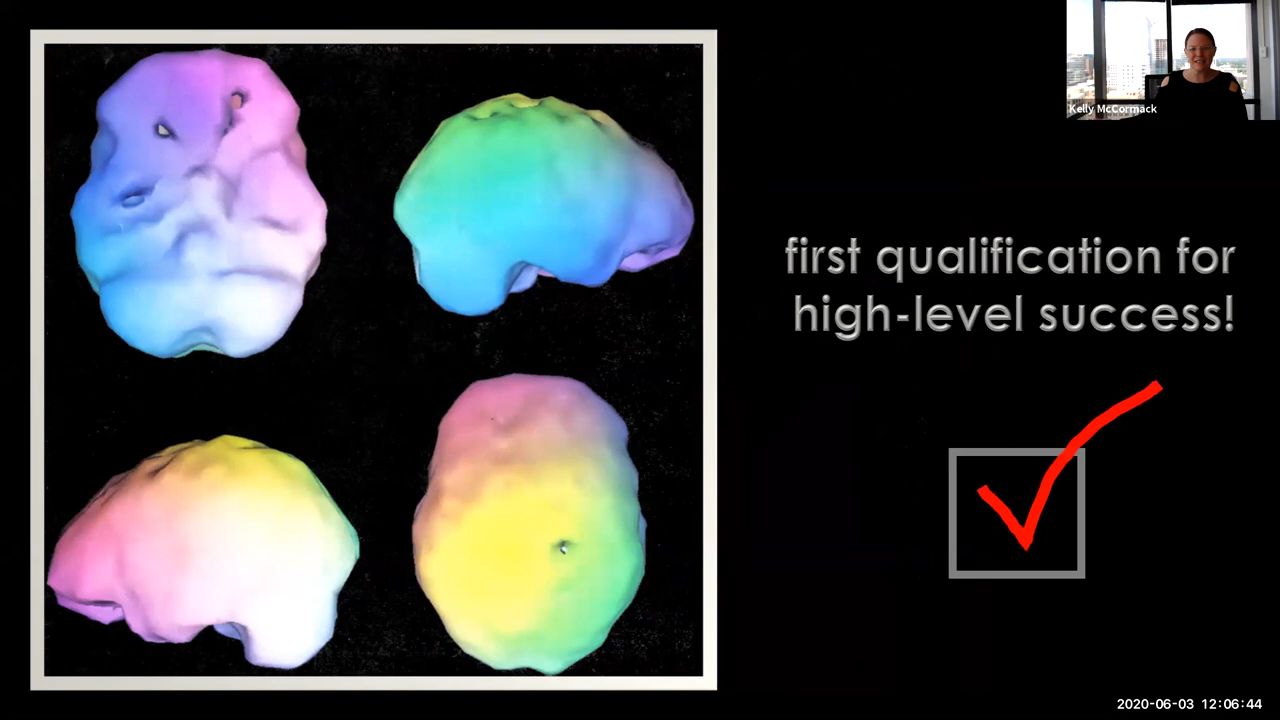 Kelly McCormack
first qualification for
high-level success!
2020-06-03 12:06:44